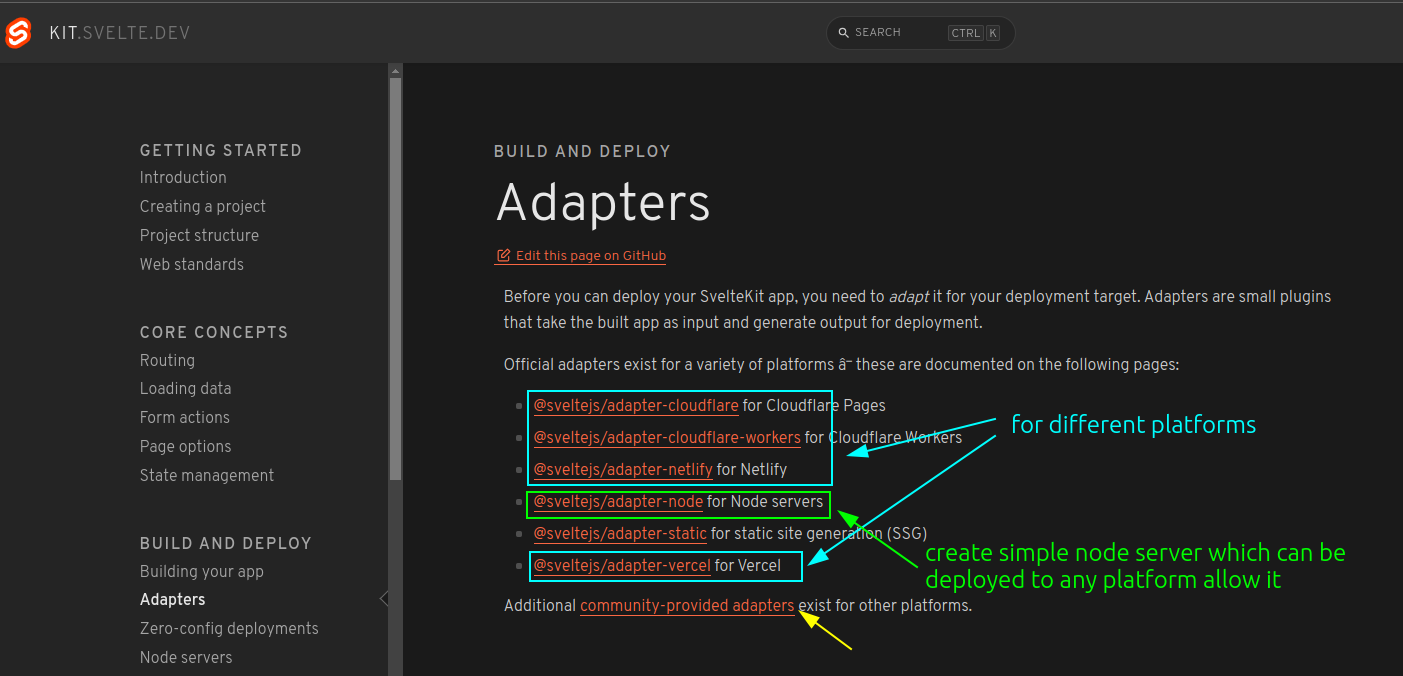 KIT.SVELTE.DEV
SEARCH CTRL K
GETTING STARTED
Introduction
Creating a project
Project structure
Web standards
CORE CONCEPTS
Routing
Loading data
Form actions
Page options
State management
BUILD AND DEPLOY
Building your app
Adapters
Zero-config deployments
Node servers
BUILD AND DEPLOY
Adapters
Edit this page on GitHub
Before you can deploy your SvelteKit app, you need to adapt it for your deployment target. Adapters are small plugins
that take the built app as input and generate output for deployment.
Official adapters exist for a variety of platforms â these are documented on the following pages:
@sveltejs/adapter-cloudflare for Cloudflare Pages
@sveltejs/adapter-cloudflare-workers for Cloudflare Workers
@sveltejs/adapter-netlify for Netlify
@sveltejs/adapter-node for Node servers
@sveltejs/adapter-static for static site generation (SSG)
@sveltejs/adapter-vercel for Vercel
Additional community-provided adapters exist for other platforms.
for different platforms
create simple node server which can be
deployed to any platform allow it